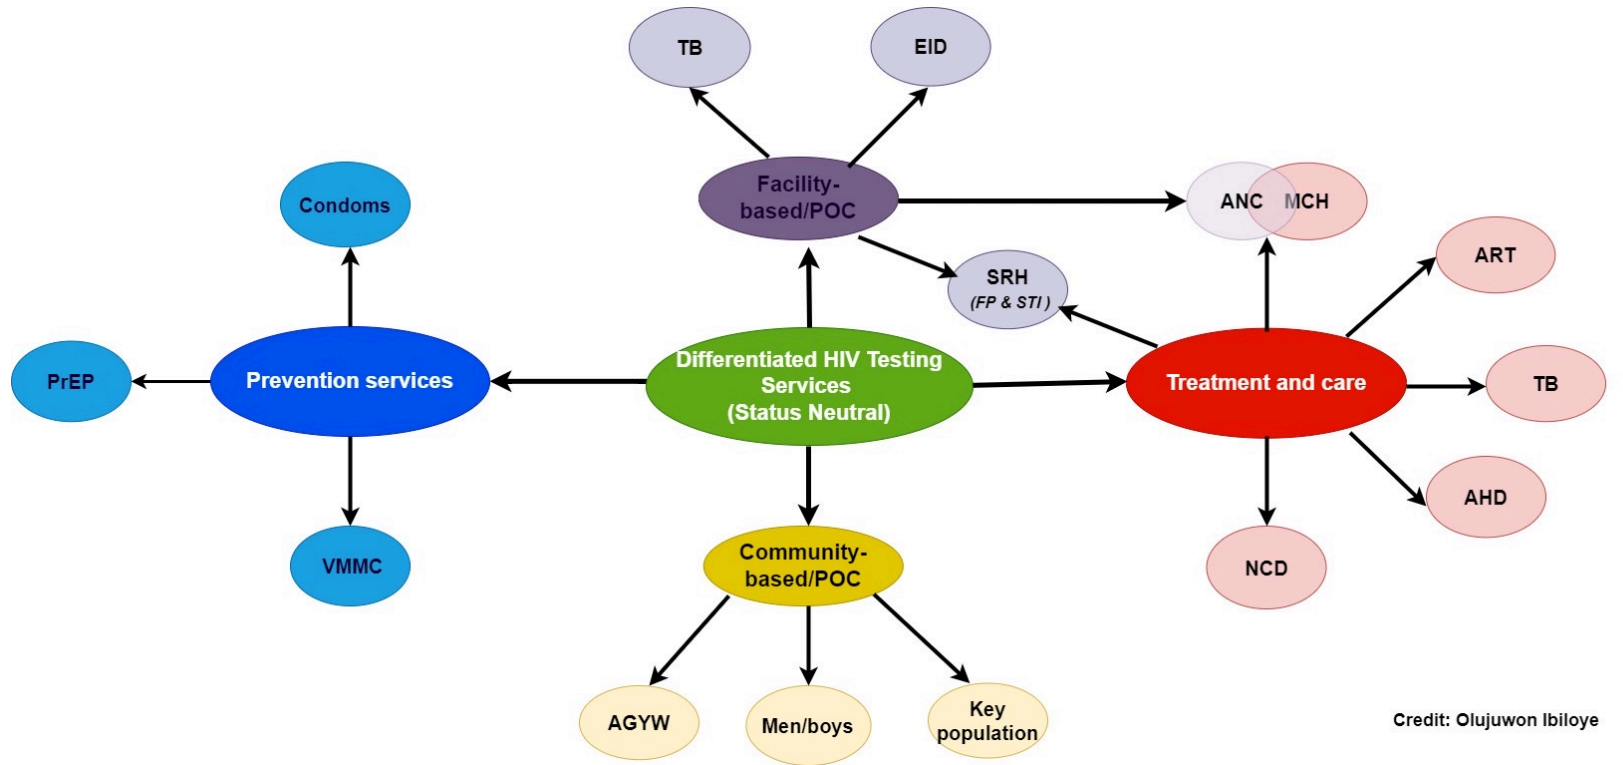 TB
EID
Facility-
based/POC
Condoms
ANC
MCH
ART
SRH
(FP & STI )
Differentiated HIV Testing
Services
(Status Neutral)
Prevention services
PrEP
Treatment and care
TB
AHD
VMMC
Community-
based/POC
NCD
AGYW
Men/boys
Key
population
Credit: Olujuwon Ibiloye